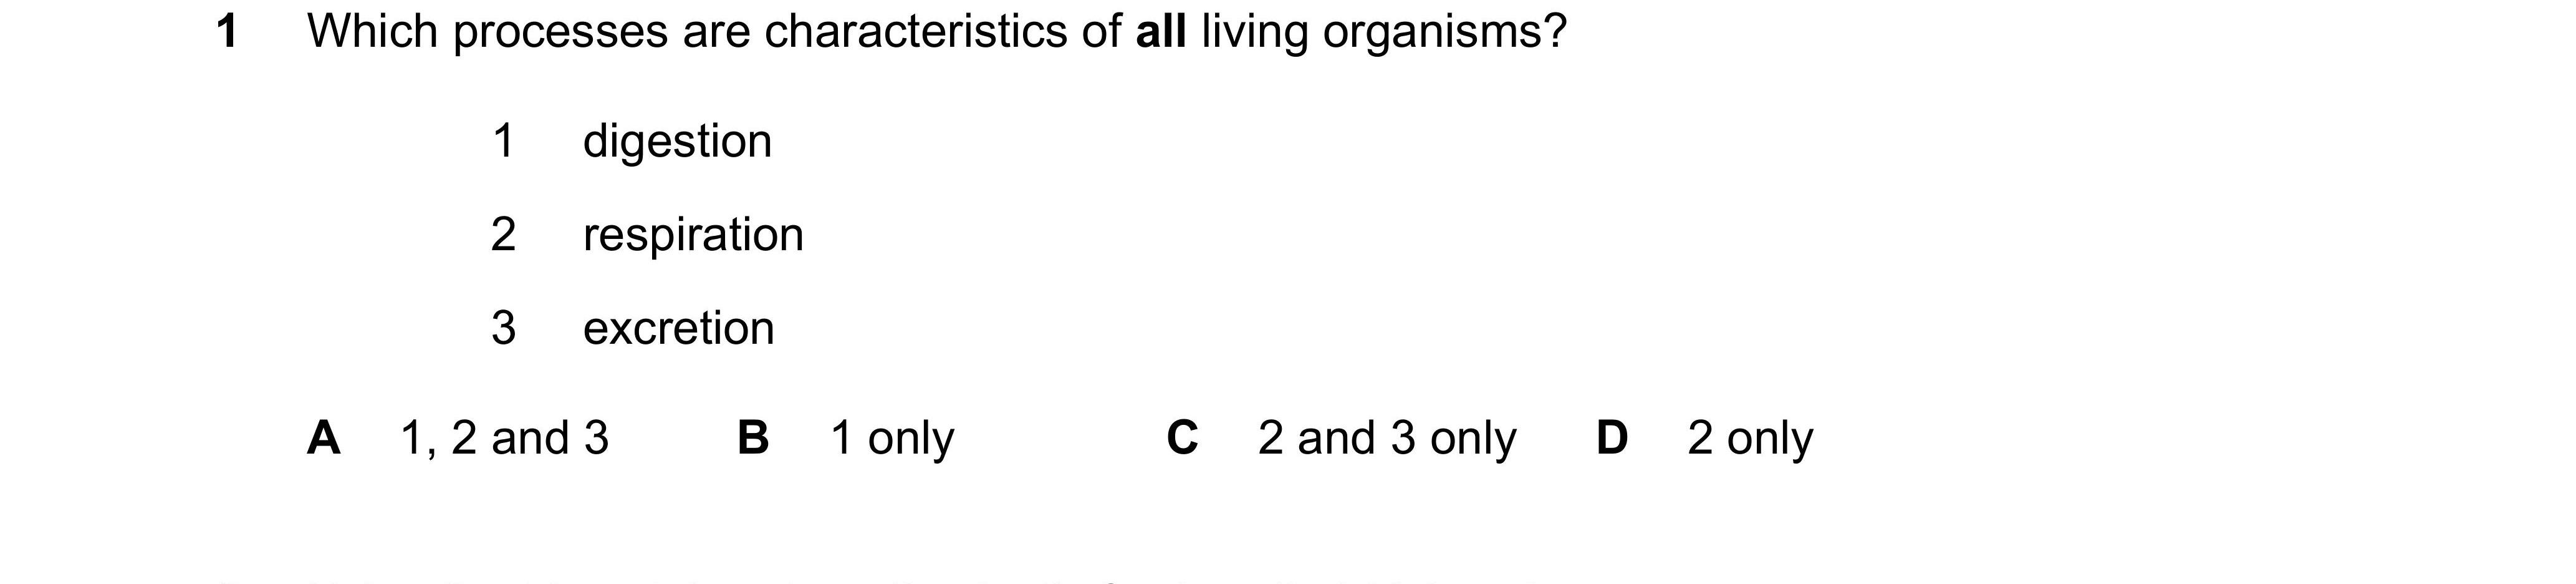 1 Which processes are characteristics of all living organisms?
1 digestion
2 respiration
3 excretion
A 1, 2 and 3 B 1 only C 2 and 3 only D 2 only